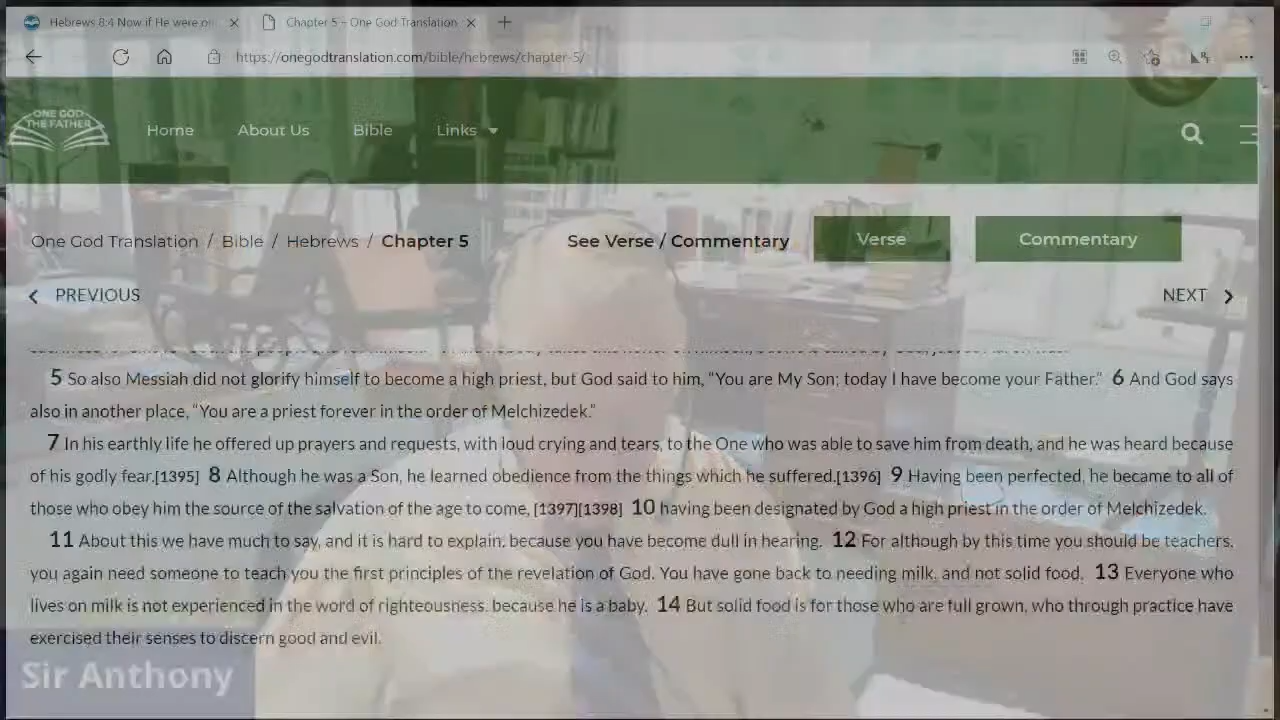 Hebrews 8:4 Now if He were on
Chapter 5 – One God Translation
https://onegodtranslation.com/bible/hebrews/chapter-5/
ONE GOD
THE FATHER
Home About Us Bible Links
One God Translation / Bible / Hebrews / Chapter 5 See Verse / Commentary Verse Commentary
PREVIOUS NEXT
5 So also Messiah did not glorify himself to become a high priest, but God said to him, "You are My Son; today I have become your Father." 6 And God says
also in another place, "You are a priest forever in the order of Melchizedek."
7 In his earthly life he offered up prayers and requests, with loud crying and tears, to the One who was able to save him from death, and he was heard because
of his godly fear.[1395] 8 Although he was a Son, he learned obedience from the things which he suffered.[1396] 9 Having been perfected, he became to all of
those who obey him the source of the salvation of the age to come, [1397][1398] 10 having been designated by God a high priest in the order of Melchizedek.
11 About this we have much to say, and it is hard to explain, because you have become dull in hearing. 12 For although by this time you should be teachers,
you again need someone to teach you the first principles of the revelation of God. You have gone back to needing milk, and not solid food. 13 Everyone who
lives on milk is not experienced in the word of righteousness, because he is a baby. 14 But solid food is for those who are full grown, who through practice have
exercised their senses to discern good and evil.
Sir Anthony